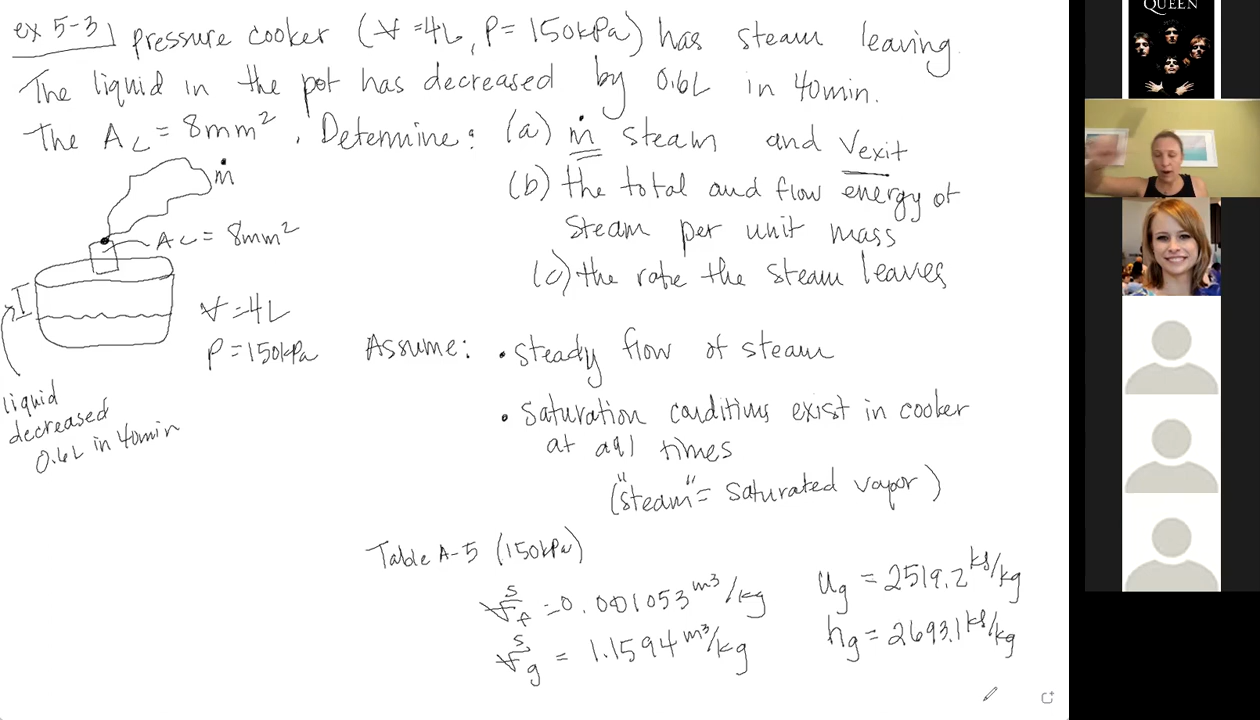 ex 5-3 pressure cooker (V = 4L, P = 150kPa) has steam leaving.
The liquid in the pot has decreased by 0.6L in 40min.
The Ac = 8mm², Determine: (a) ṁ steam and Vexit
(b) the total and flow energy of
steam per unit mass
(c) the rate the steam leaves
ṁ
Ac = 8mm²
V = 4L
P = 150kPa
liquid
decreased
0.6L in 40min
Assume: • steady flow of steam
• saturation conditions exist in cooker
at all times
("steam" = saturated vapor)
Table A-5 (150kPa)
Vf = 0.001053 m³/kg
Vg = 1.1594 m³/kg
ug = 2519.2 kJ/kg
hg = 2693.1 kJ/kg
QUEEN